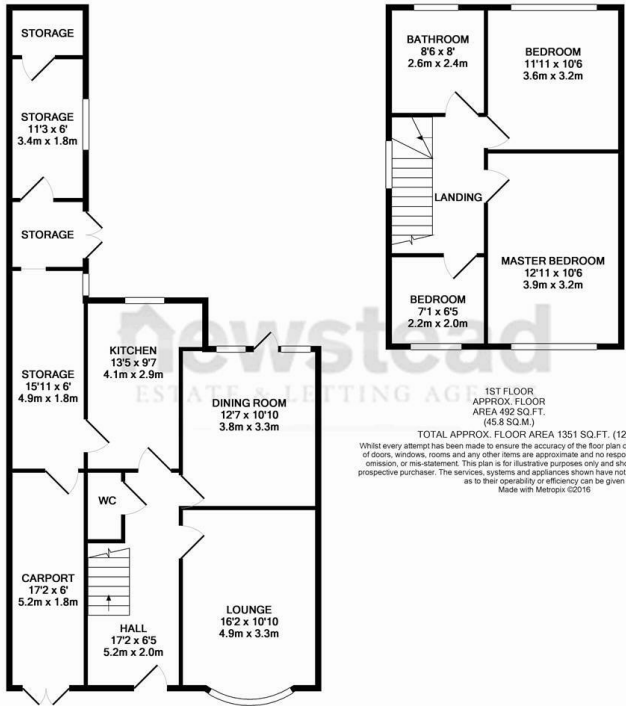 STORAGE
STORAGE
11'3 x 6'
3.4m x 1.8m
STORAGE
STORAGE
15'11 x 6'
4.9m x 1.8m
KITCHEN
13'5 x 9'7
4.1m x 2.9m
DINING ROOM
12'7 x 10'10
3.8m x 3.3m
WC
CARPORT
17'2 x 6'
5.2m x 1.8m
HALL
17'2 x 6'5
5.2m x 2.0m
LOUNGE
16'2 x 10'10
4.9m x 3.3m
BATHROOM
8'6 x 8'
2.6m x 2.4m
BEDROOM
11'11 x 10'6
3.6m x 3.2m
LANDING
MASTER BEDROOM
12'11 x 10'6
3.9m x 3.2m
BEDROOM
7'1 x 6'5
2.2m x 2.0m
newstead
ESTATE & LETTING AGE
1ST FLOOR
APPROX. FLOOR
AREA 492 SQ.FT.
(45.8 SQ.M.)
TOTAL APPROX. FLOOR AREA 1351 SQ.FT. (12
Whilst every attempt has been made to ensure the accuracy of the floor plan c
of doors, windows, rooms and any other items are approximate and no respo
omission, or mis-statement. This plan is for illustrative purposes only and sho
prospective purchaser. The services, systems and appliances shown have not
as to their operability or efficiency can be given
Made with Metropix ©2016